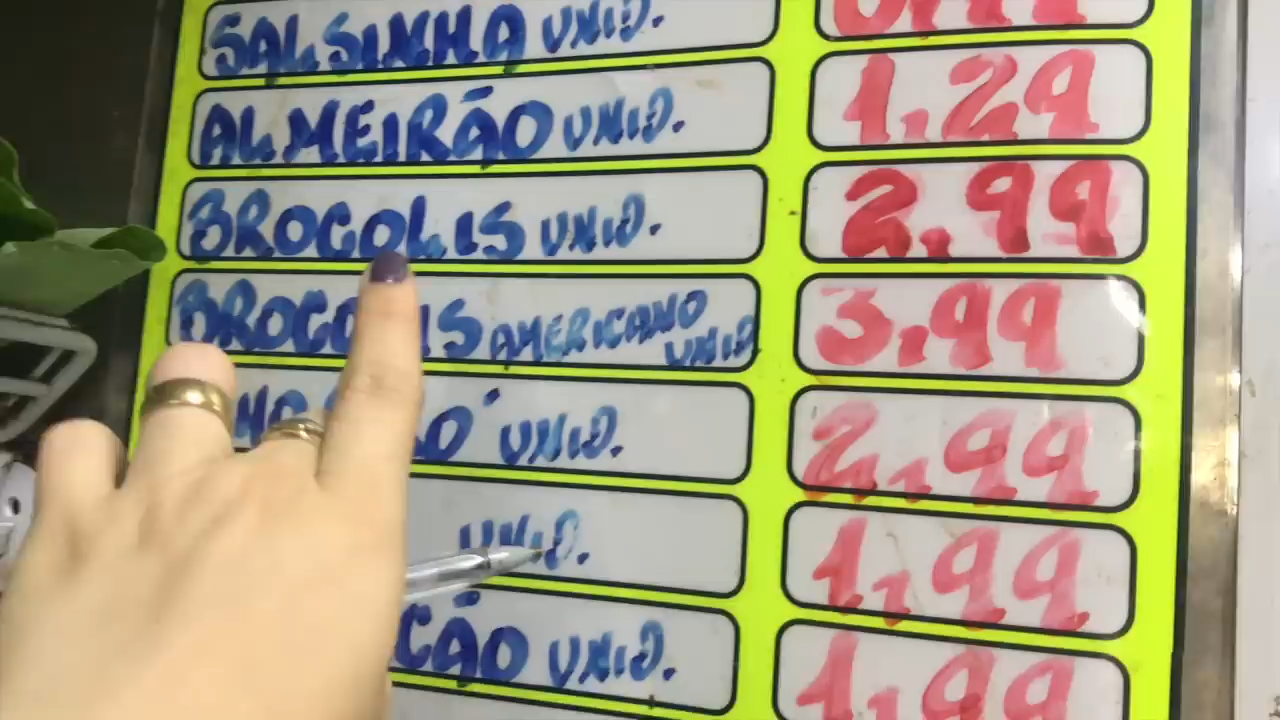 SALSINHA UNID.
ALMEIRÃO UNID. 1,29
BROCOLIS UNID. 2,99
BROCOLIS AMERICANO UNID 3,99
UNID. 2,99
UNID. 1,99
UNID. 1,99